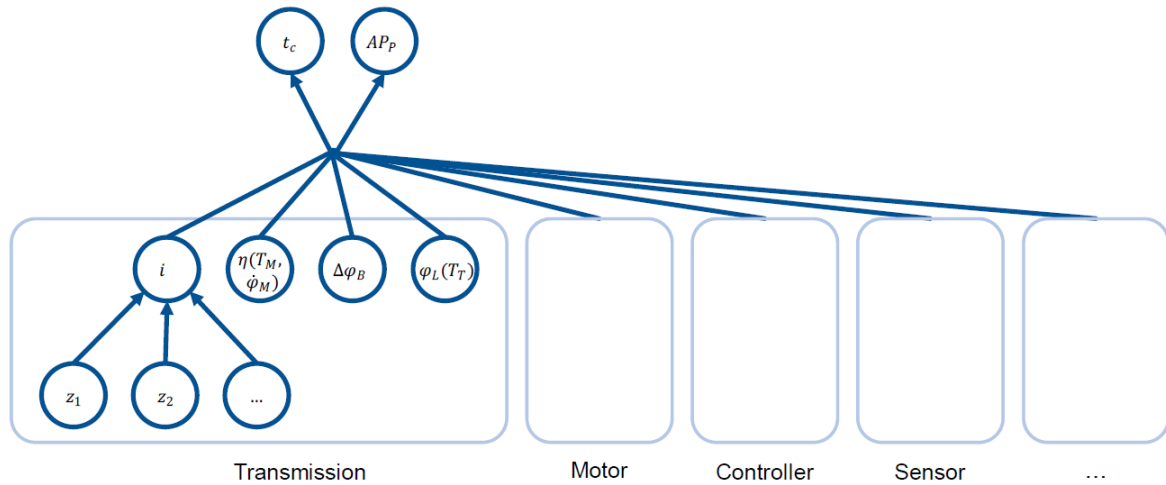 t_c
AP_P
i
η(T_M,
φ̇_M)
Δφ_B
φ_L(T_T)
z_1
z_2
...
Transmission
Motor
Controller
Sensor
...